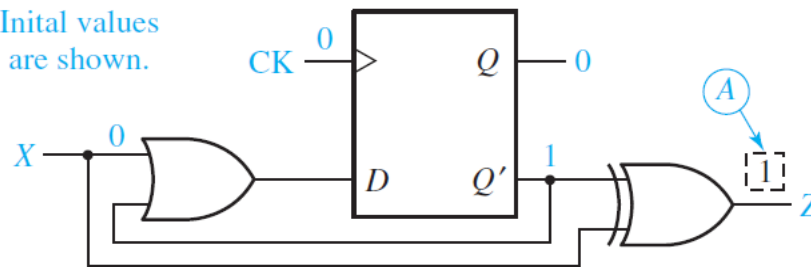 Inital values
are shown.
0
CK
Q
0
A
X
0
D
Q′
1
1
Z